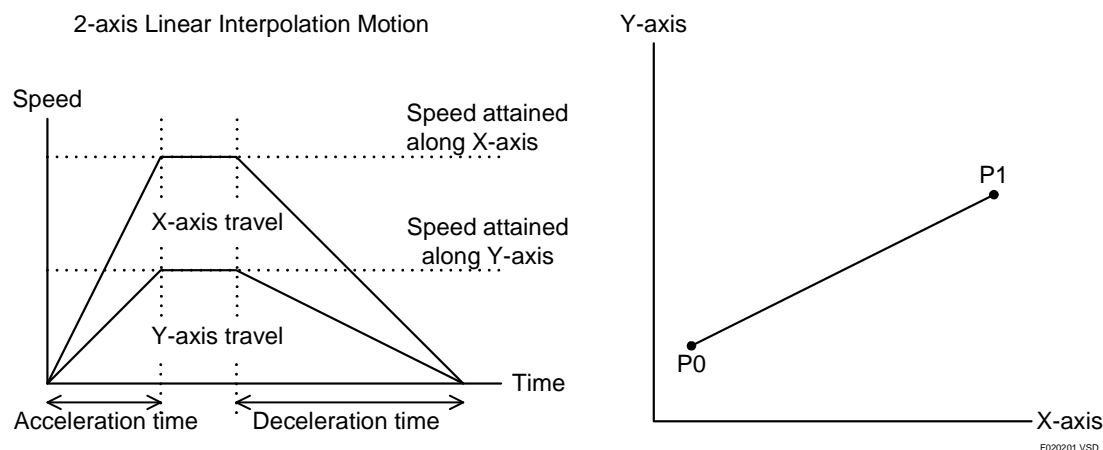 2-axis Linear Interpolation Motion
Speed
Speed attained
along X-axis
X-axis travel
Speed attained
along Y-axis
Y-axis travel
Time
Acceleration time
Deceleration time
Y-axis
P1
P0
X-axis
F020201.VSD